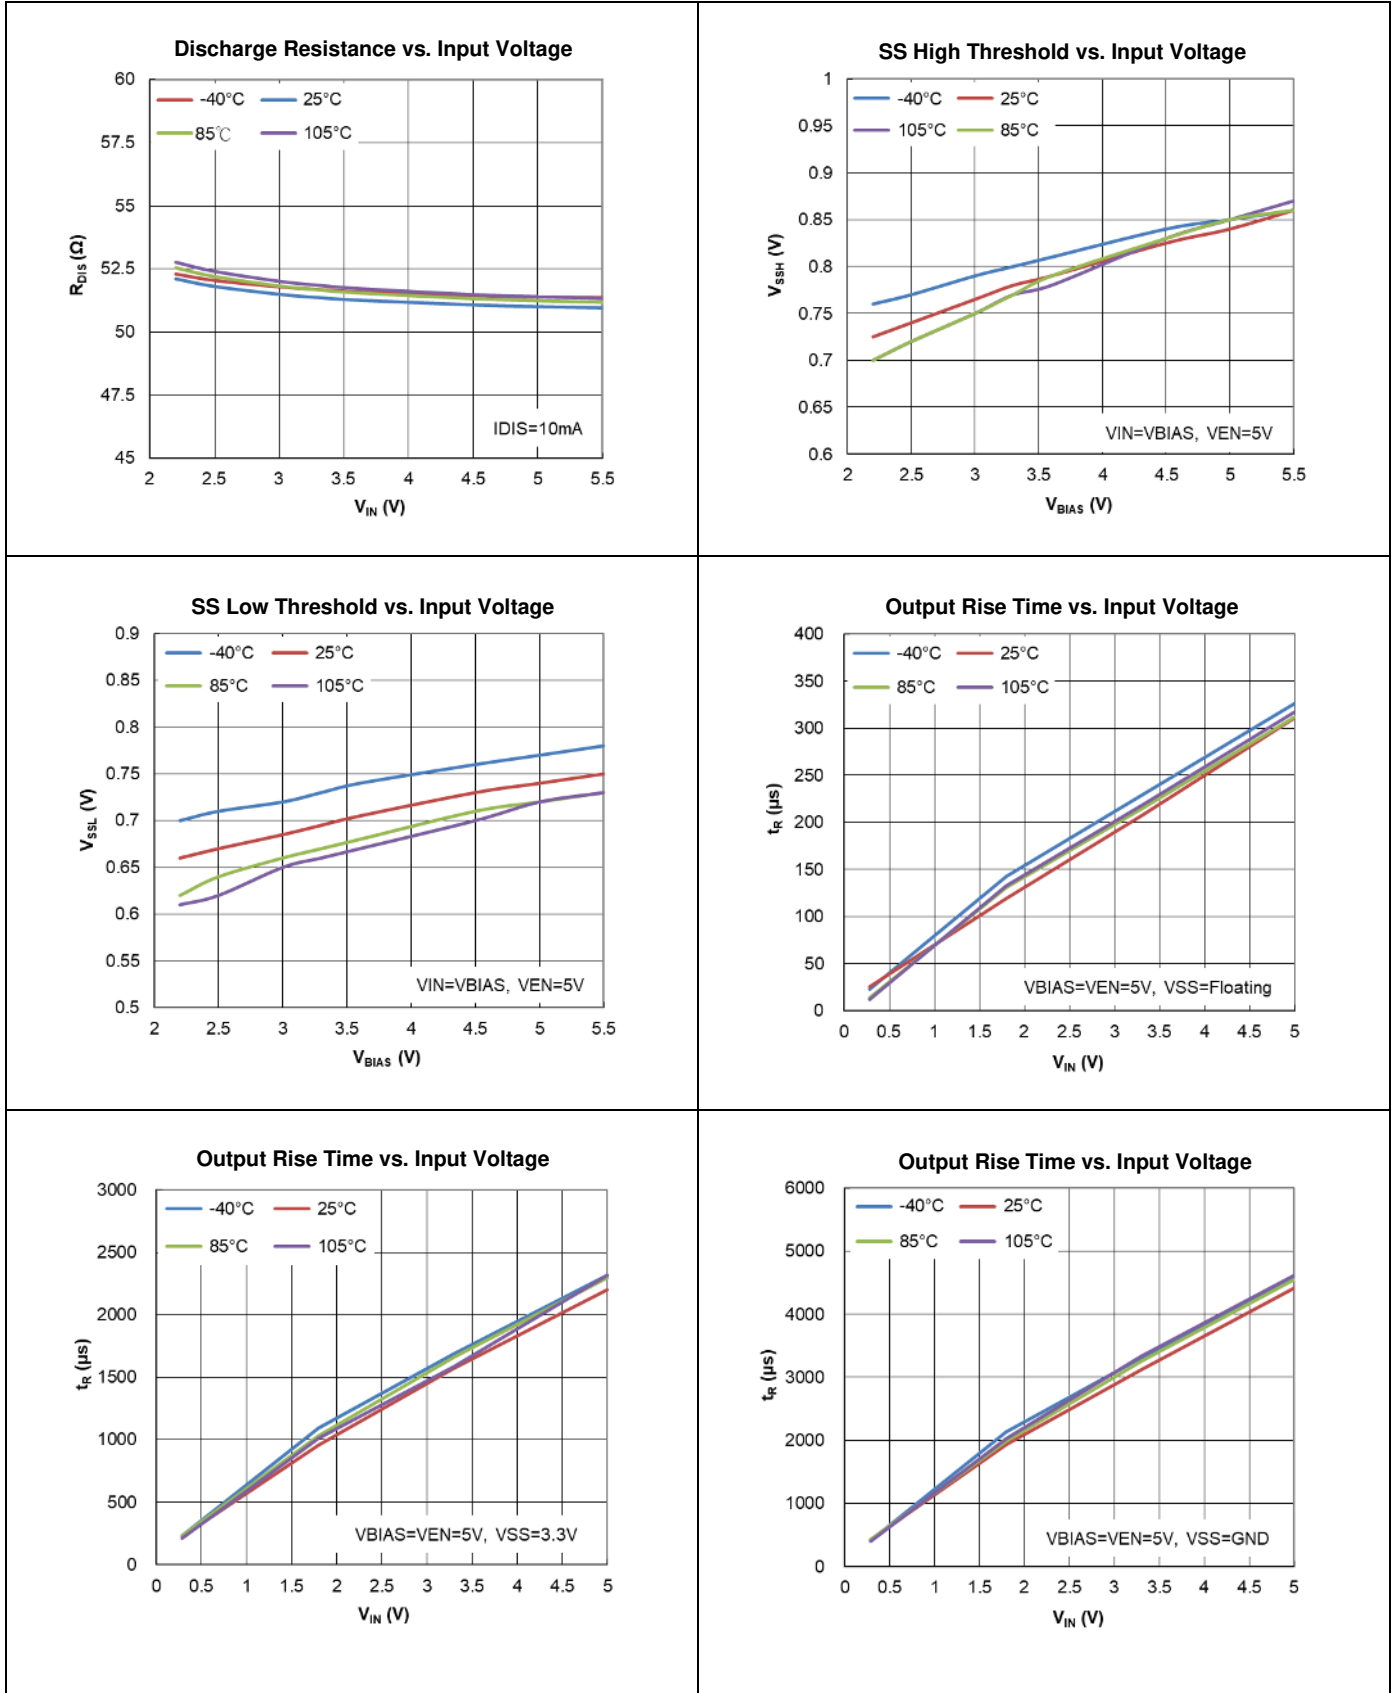 Discharge Resistance vs. Input Voltage
60
57.5
55
52.5
50
47.5
45
R_DIS (Ω)
-40°C 25°C
85℃ 105°C
IDIS=10mA
2 2.5 3 3.5 4 4.5 5 5.5
V_IN (V)
SS High Threshold vs. Input Voltage
1
0.95
0.9
0.85
0.8
0.75
0.7
0.65
0.6
V_SSH (V)
-40°C 25°C
105°C 85°C
VIN=VBIAS, VEN=5V
2 2.5 3 3.5 4 4.5 5 5.5
V_BIAS (V)
SS Low Threshold vs. Input Voltage
0.9
0.85
0.8
0.75
0.7
0.65
0.6
0.55
0.5
V_SSL (V)
-40°C 25°C
85°C 105°C
VIN=VBIAS, VEN=5V
2 2.5 3 3.5 4 4.5 5 5.5
V_BIAS (V)
Output Rise Time vs. Input Voltage
400
350
300
250
200
150
100
50
0
t_R (µs)
-40°C 25°C
85°C 105°C
VBIAS=VEN=5V, VSS=Floating
0 0.5 1 1.5 2 2.5 3 3.5 4 4.5 5
V_IN (V)
Output Rise Time vs. Input Voltage
3000
2500
2000
1500
1000
500
0
t_R (µs)
-40°C 25°C
85°C 105°C
VBIAS=VEN=5V, VSS=3.3V
0 0.5 1 1.5 2 2.5 3 3.5 4 4.5 5
V_IN (V)
Output Rise Time vs. Input Voltage
6000
5000
4000
3000
2000
1000
0
t_R (µs)
-40°C 25°C
85°C 105°C
VBIAS=VEN=5V, VSS=GND
0 0.5 1 1.5 2 2.5 3 3.5 4 4.5 5
V_IN (V)